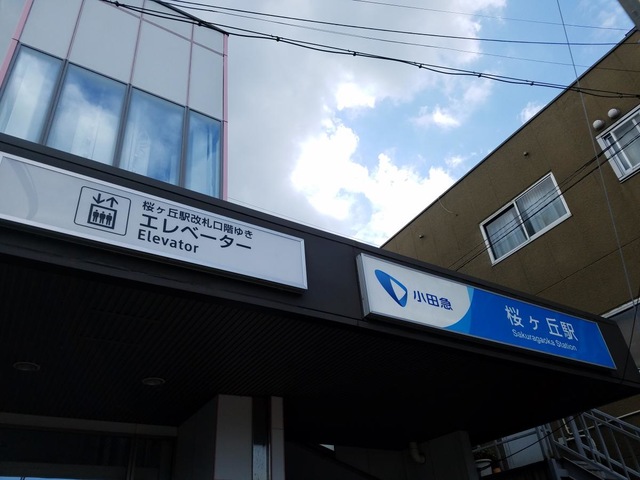 桜ヶ丘駅改札口階ゆき
エレベーター
Elevator
小田急
桜ヶ丘駅
Sakuragaoka Station